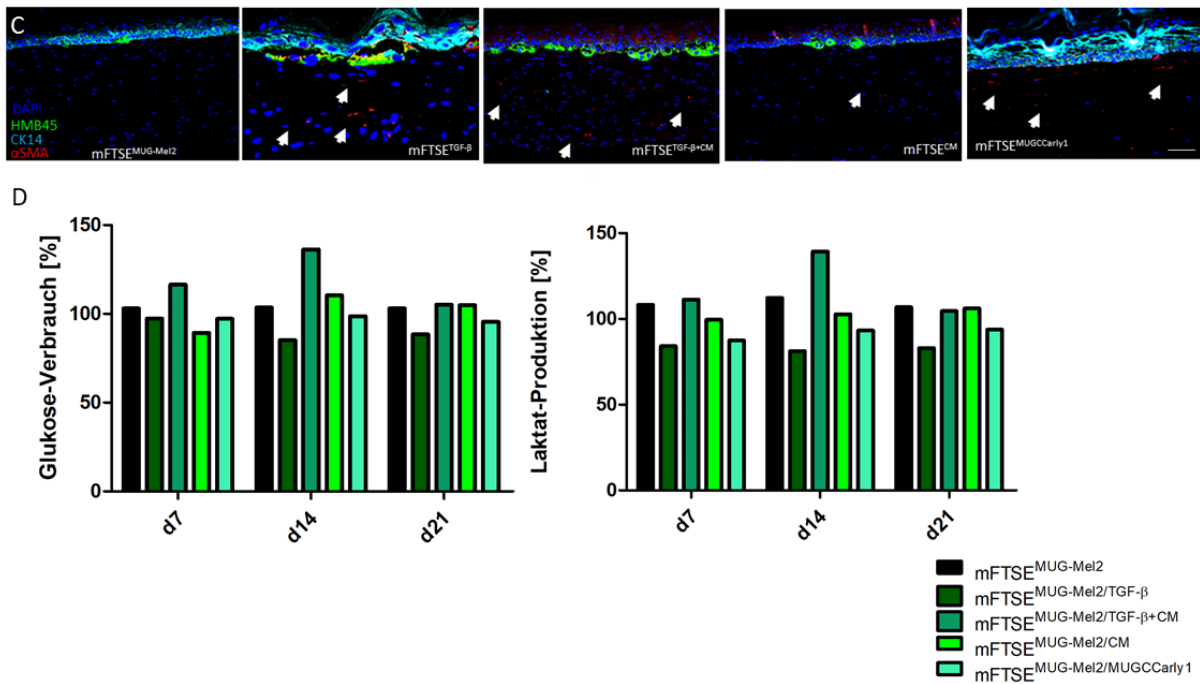 C
DAPI
HMB45
CK14
αSMA
mFTSE^MUG-Mel2
mFTSE^TGF-β
mFTSE^TGF-β+CM
mFTSE^CM
mFTSE^MUGCCarly1
D
Glukose-Verbrauch [%]
150
100
50
0
d7
d14
d21
Laktat-Produktion [%]
150
100
50
0
d7
d14
d21
mFTSE^MUG-Mel2
mFTSE^MUG-Mel2/TGF-β
mFTSE^MUG-Mel2/TGF-β+CM
mFTSE^MUG-Mel2/CM
mFTSE^MUG-Mel2/MUGCCarly1